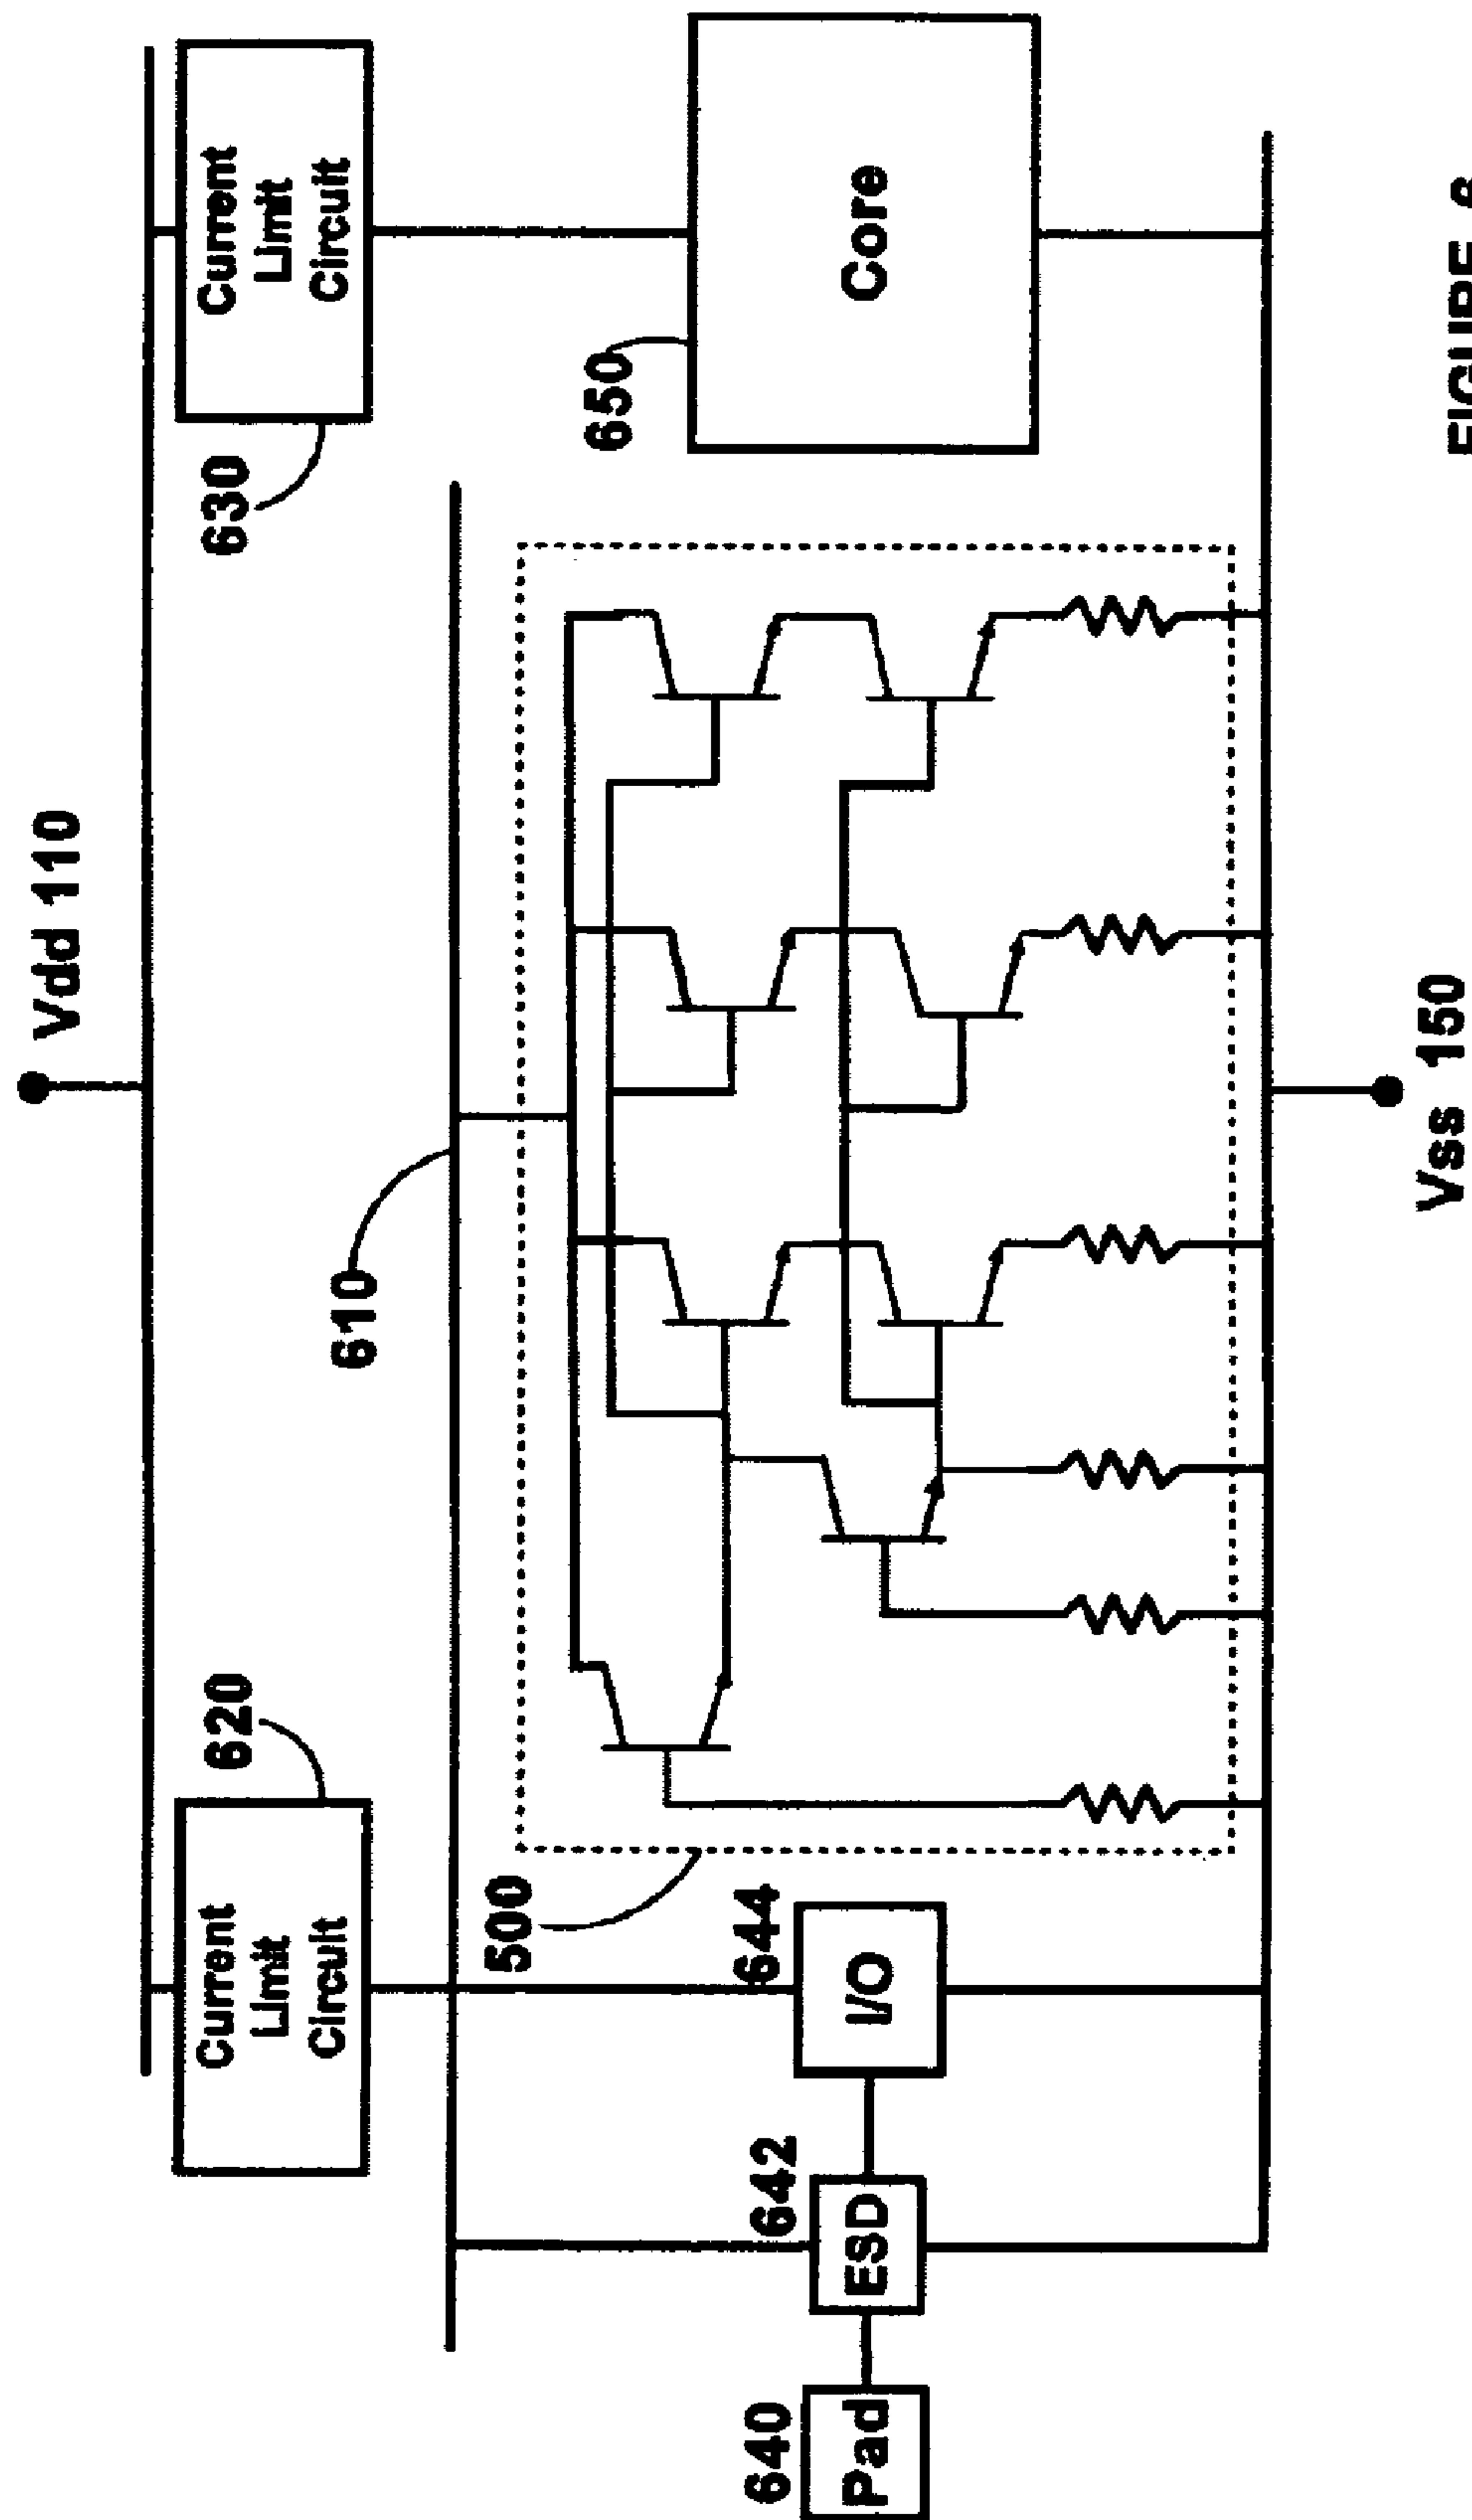 Vdd 110
Current
Limit
Circuit
620
Current
Limit
Circuit
630
610
500
640
Pad
642
ESD
644
I/O
650
Core
Vss 150
FIGURE